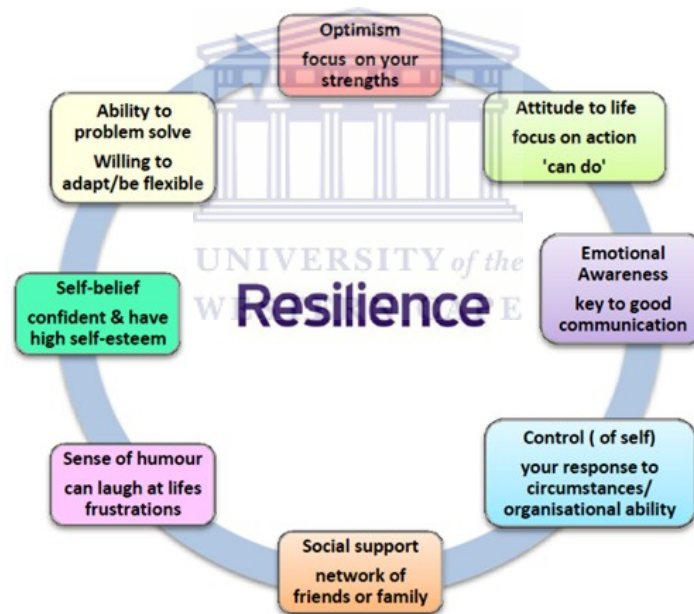 Optimism
focus on your
strengths
Attitude to life
focus on action
'can do'
Emotional
Awareness
key to good
communication
Control ( of self)
your response to
circumstances/
organisational ability
Social support
network of
friends or family
Sense of humour
can laugh at lifes
frustrations
Self-belief
confident & have
high self-esteem
Ability to
problem solve
Willing to
adapt/be flexible
UNIVERSITY of the
WESTERN CAPE
Resilience